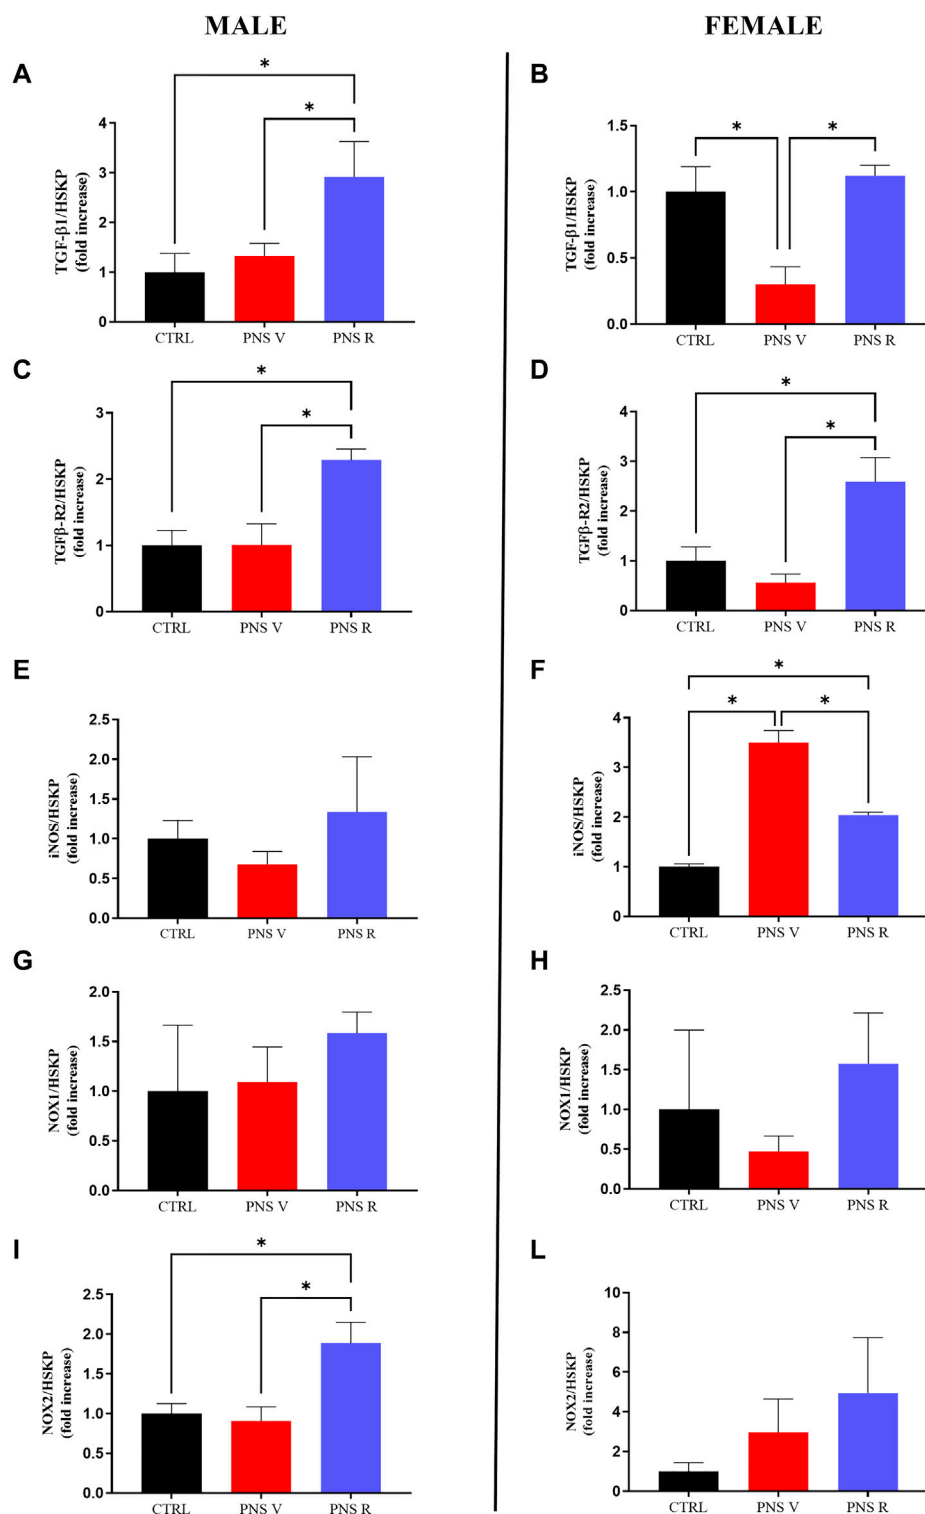 MALE
FEMALE
A
*
*
TGF-β1/HSKP
(fold increase)
4
3
2
1
0
CTRL
PNS V
PNS R
B
*
*
TGF-β1/HSKP
(fold increase)
1.5
1.0
0.5
0.0
CTRL
PNS V
PNS R
C
*
*
TGFβ-R2/HSKP
(fold increase)
3
2
1
0
CTRL
PNS V
PNS R
D
*
*
TGFβ-R2/HSKP
(fold increase)
4
3
2
1
0
CTRL
PNS V
PNS R
E
iNOS/HSKP
(fold increase)
2.5
2.0
1.5
1.0
0.5
0.0
CTRL
PNS V
PNS R
F
*
*
*
iNOS/HSKP
(fold increase)
4
3
2
1
0
CTRL
PNS V
PNS R
G
NOX1/HSKP
(fold increase)
2.0
1.5
1.0
0.5
0.0
CTRL
PNS V
PNS R
H
NOX1/HSKP
(fold increase)
2.5
2.0
1.5
1.0
0.5
0.0
CTRL
PNS V
PNS R
I
*
*
NOX2/HSKP
(fold increase)
2.5
2.0
1.5
1.0
0.5
0.0
CTRL
PNS V
PNS R
L
NOX2/HSKP
(fold increase)
10
8
6
4
2
0
CTRL
PNS V
PNS R